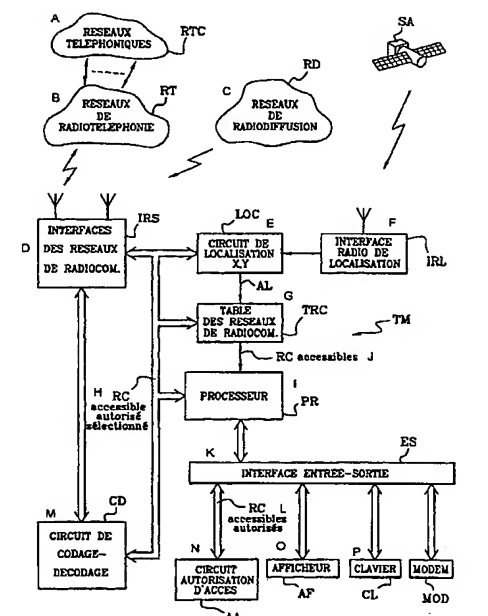 A
RESEAUX
TELEPHONIQUES
RTC
SA
B
RESEAUX
DE
RADIOTELEPHONIE
RT
C
RD
RESEAUX
DE
RADIODIFFUSION
D
INTERFACES
DES RESEAUX
DE RADIOCOM.
IRS
LOC
E
CIRCUIT DE
LOCALISATION
X,Y
F
INTERFACE
RADIO DE
LOCALISATION
IRL
AL
G
TABLE
DES RESEAUX
DE RADIOCOM.
TRC
TM
RC accessibles J
H RC
accessible
autorisé
sélectionné
I
PROCESSEUR
PR
K
ES
INTERFACE ENTREE-SORTIE
M
CD
CIRCUIT DE
CODAGE-
DECODAGE
RC L
accessibles
autorisés
N
CIRCUIT
AUTORISATION
D'ACCES
O
AFFICHEUR
AF
P
CLAVIER
CL
MODEM
MOD